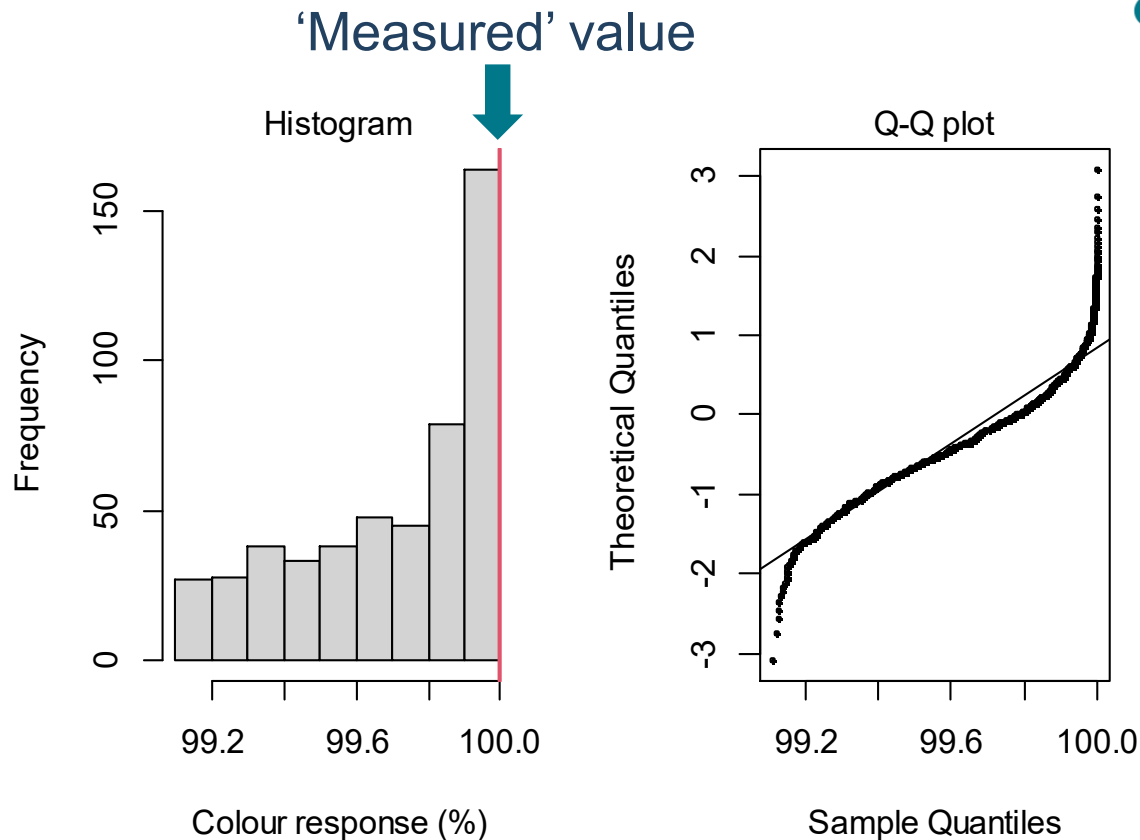 ‘Measured’ value
Histogram
Frequency
0
50
100
150
99.2
99.6
100.0
Colour response (%)
Q-Q plot
Theoretical Quantiles
-3
-2
-1
0
1
2
3
99.2
99.6
100.0
Sample Quantiles